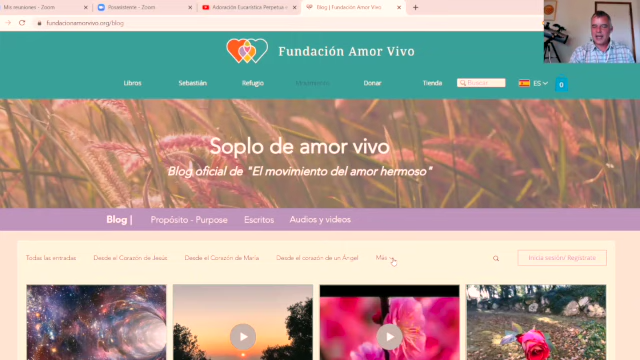 Mis reuniones - Zoom
Posasistente - Zoom
Adoración Eucarística Perpetua
Blog | Fundación Amor Vivo
fundacionamorvivo.org/blog
Fundación Amor Vivo
Libros Sebastián Refugio Movimiento Donar Tienda Buscar ES 0
Soplo de amor vivo
Blog oficial de "El movimiento del amor hermoso"
Blog | Propósito - Purpose Escritos Audios y videos
Todas las entradas Desde el Corazón de Jesús Desde el Corazón de María Desde el corazón de un Ángel Más Inicia sesión/ Regístrate